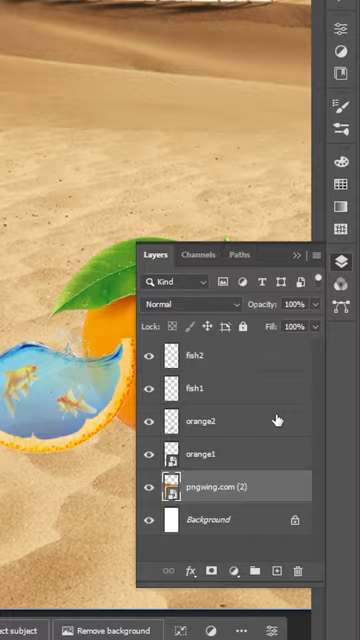 Layers Channels Paths
Kind
Normal Opacity: 100%
Lock: Fill: 100%
fish2
fish1
orange2
orange1
pngwing.com (2)
Background
fx
ect subject Remove background